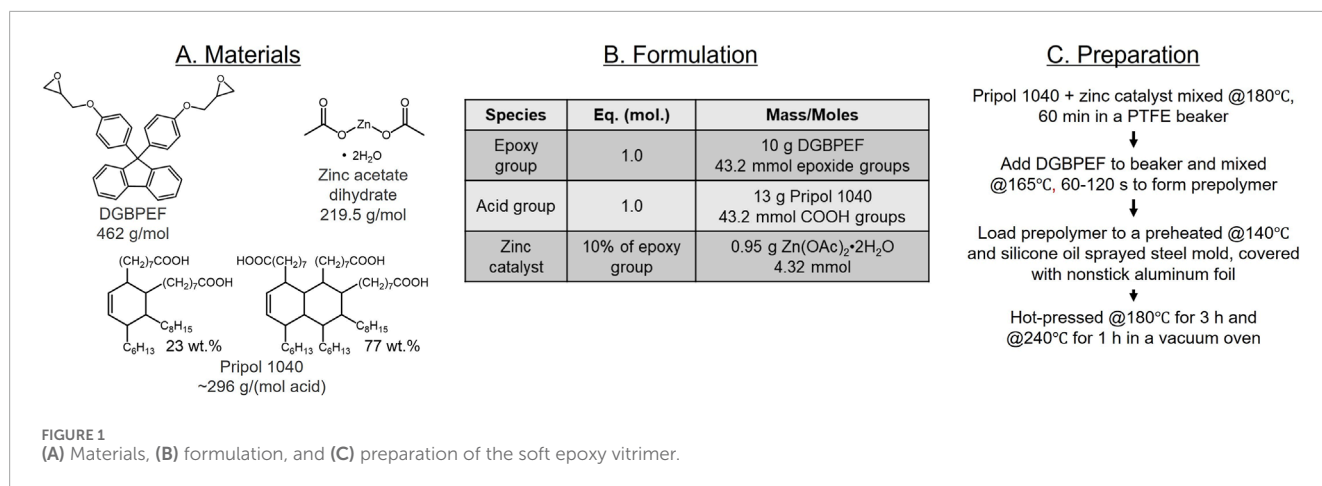 A. Materials
O
O
O
O
DGBPEF
462 g/mol
O
O
O
Zn
O
• 2H₂O
Zinc acetate
dihydrate
219.5 g/mol
(CH₂)₇COOH
(CH₂)₇COOH
C₈H₁₅
C₆H₁₃
23 wt.%
HOOC(CH₂)₇
(CH₂)₇COOH
(CH₂)₇COOH
C₈H₁₅
C₆H₁₃
C₆H₁₃
77 wt.%
Pripol 1040
~296 g/(mol acid)
B. Formulation
Species Eq. (mol.) Mass/Moles
Epoxy
group
1.0
10 g DGBPEF
43.2 mmol epoxide groups
Acid group
1.0
13 g Pripol 1040
43.2 mmol COOH groups
Zinc
catalyst
10% of epoxy
group
0.95 g Zn(OAc)₂•2H₂O
4.32 mmol
C. Preparation
Pripol 1040 + zinc catalyst mixed @180℃,
60 min in a PTFE beaker
Add DGBPEF to beaker and mixed
@165℃, 60-120 s to form prepolymer
Load prepolymer to a preheated @140℃
and silicone oil sprayed steel mold, covered
with nonstick aluminum foil
Hot-pressed @180℃ for 3 h and
@240℃ for 1 h in a vacuum oven
FIGURE 1
(A) Materials, (B) formulation, and (C) preparation of the soft epoxy vitrimer.